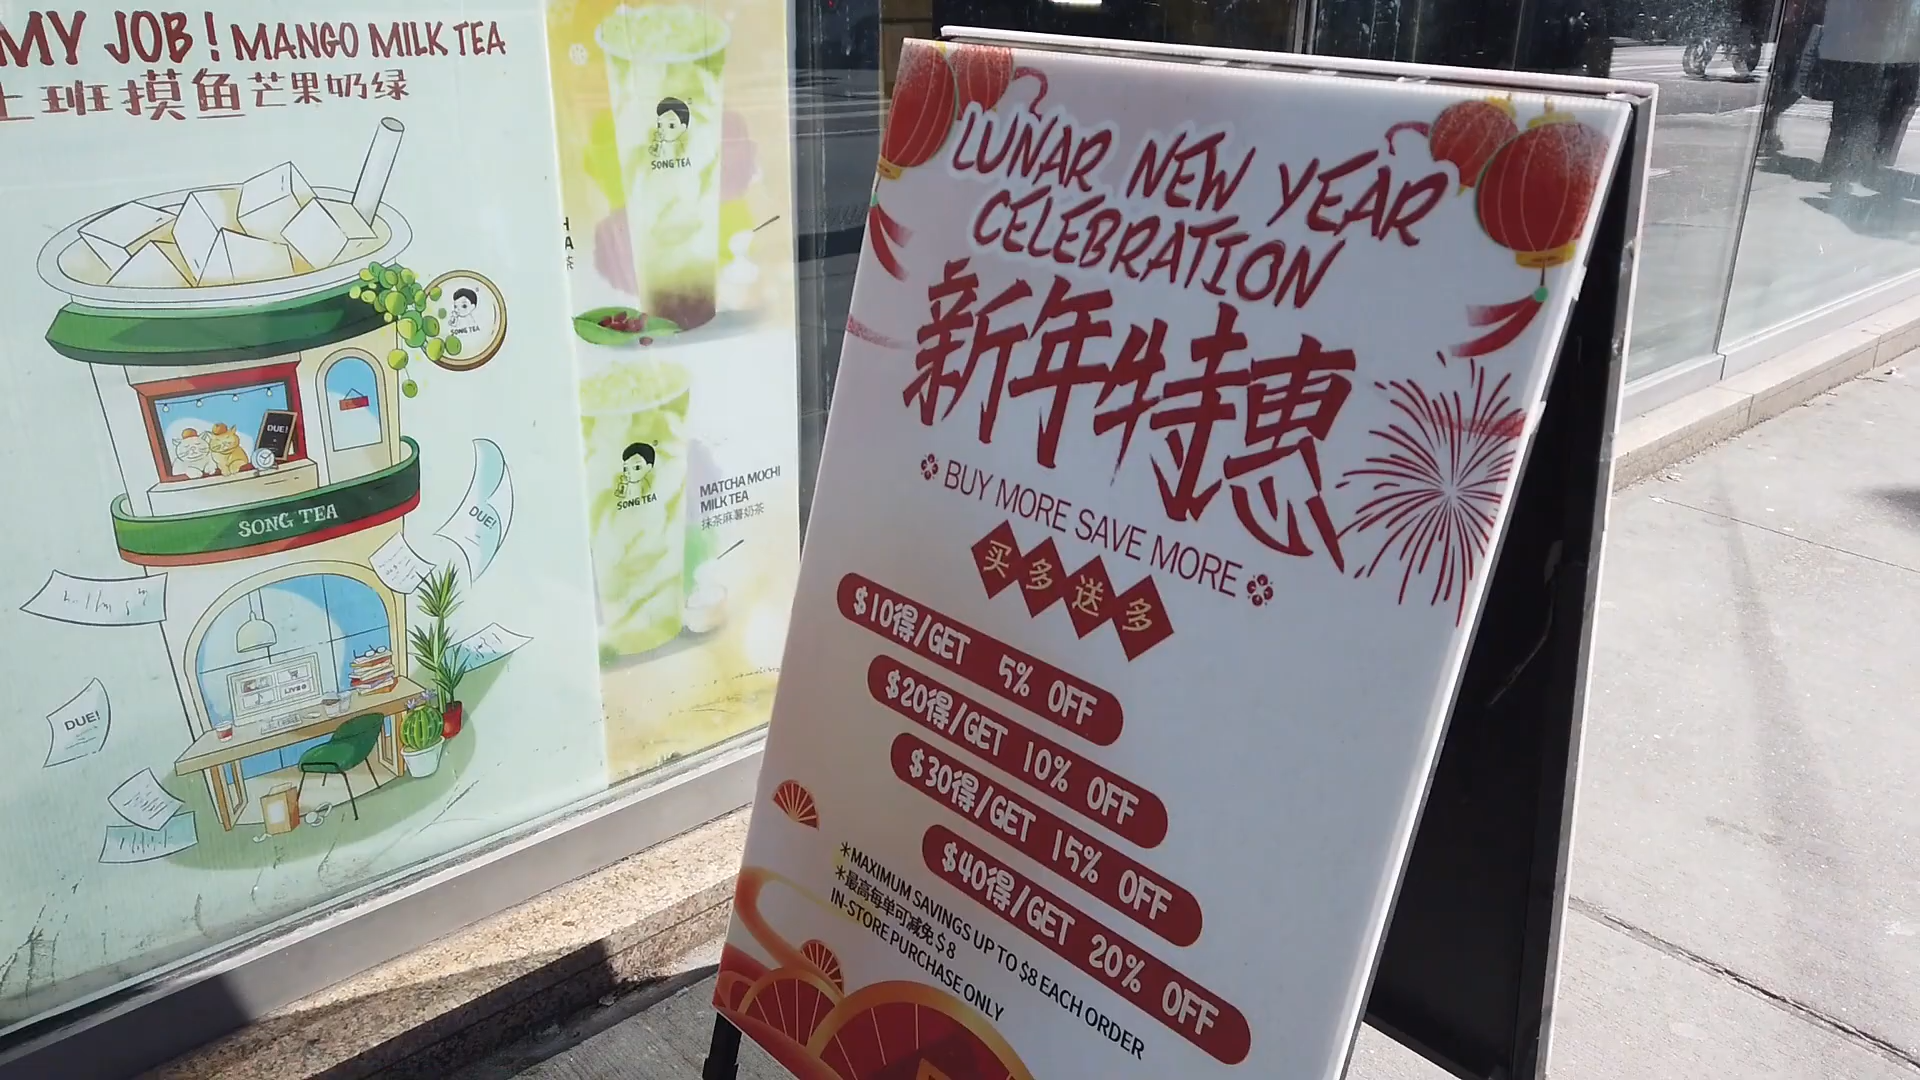 MY JOB! MANGO MILK TEA
上班摸鱼芒果奶绿
SONG TEA
DUE!
SONG TEA
DUE!
DUE!
SONG TEA
SONG TEA
MATCHA MOCHI
MILK TEA
抹茶麻薯奶茶
LUNAR NEW YEAR
CELEBRATION
新年特惠
BUY MORE SAVE MORE
买多送多
$10得/GET 5% OFF
$20得/GET 10% OFF
$30得/GET 15% OFF
$40得/GET 20% OFF
*MAXIMUM SAVINGS UP TO $8 EACH ORDER
*最高每单可减免$8
IN-STORE PURCHASE ONLY